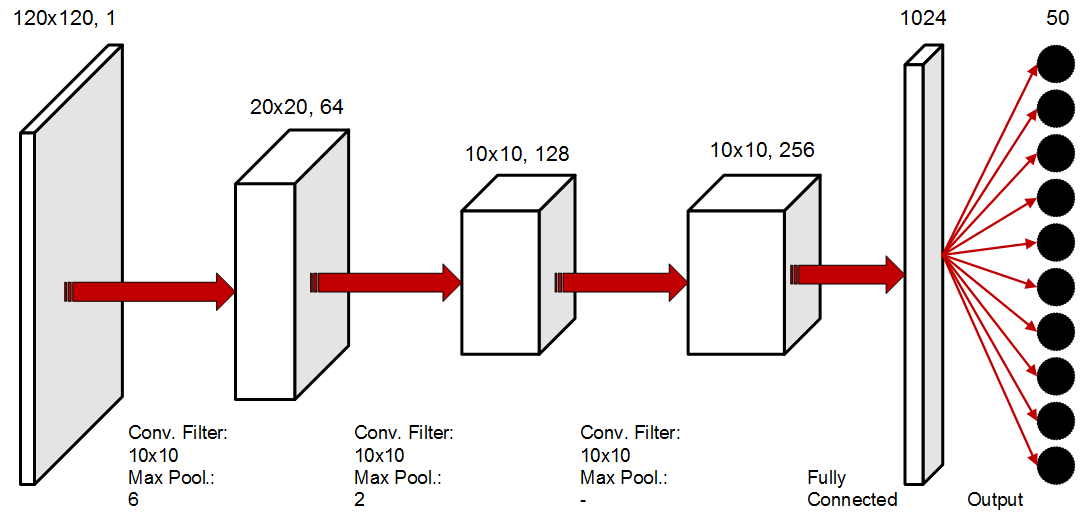 120x120, 1
1024
50
20x20, 64
10x10, 128
10x10, 256
Conv. Filter:
10x10
Max Pool.:
6
Conv. Filter:
10x10
Max Pool.:
2
Conv. Filter:
10x10
Max Pool.:
-
Fully
Connected
Output